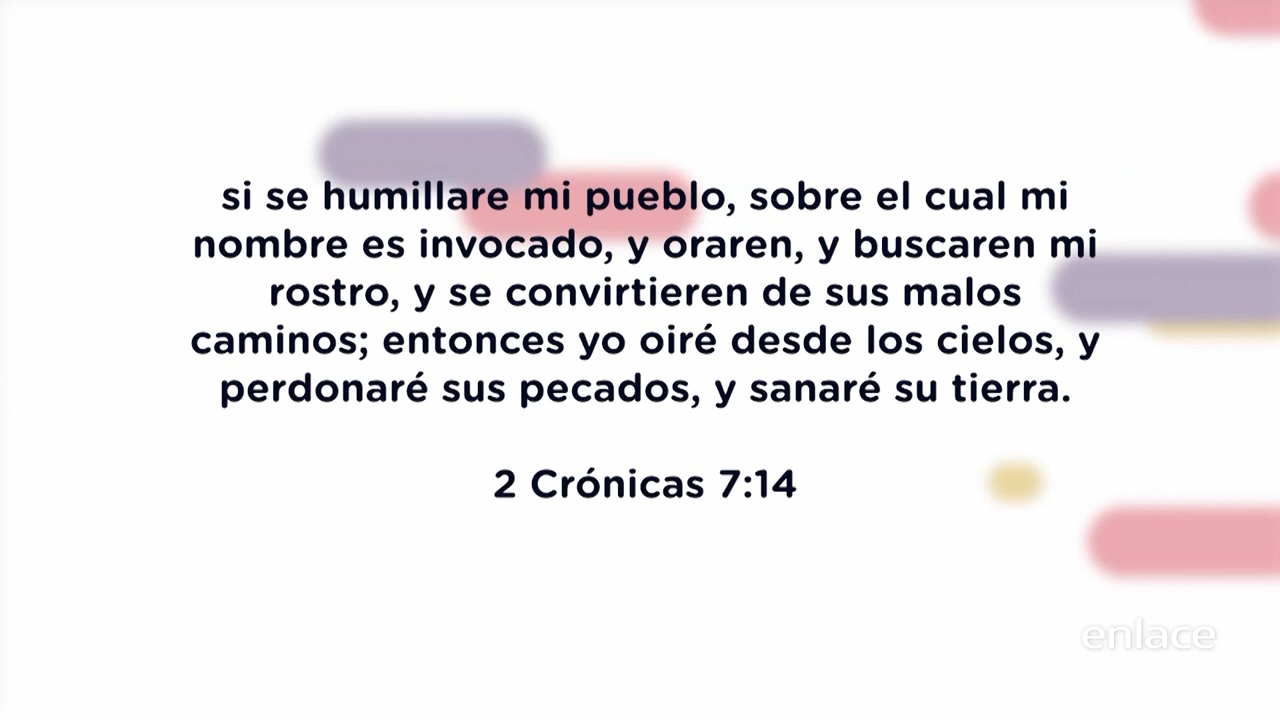 si se humillare mi pueblo, sobre el cual mi
nombre es invocado, y oraren, y buscaren mi
rostro, y se convirtieren de sus malos
caminos; entonces yo oiré desde los cielos, y
perdonaré sus pecados, y sanaré su tierra.
2 Crónicas 7:14
enlace